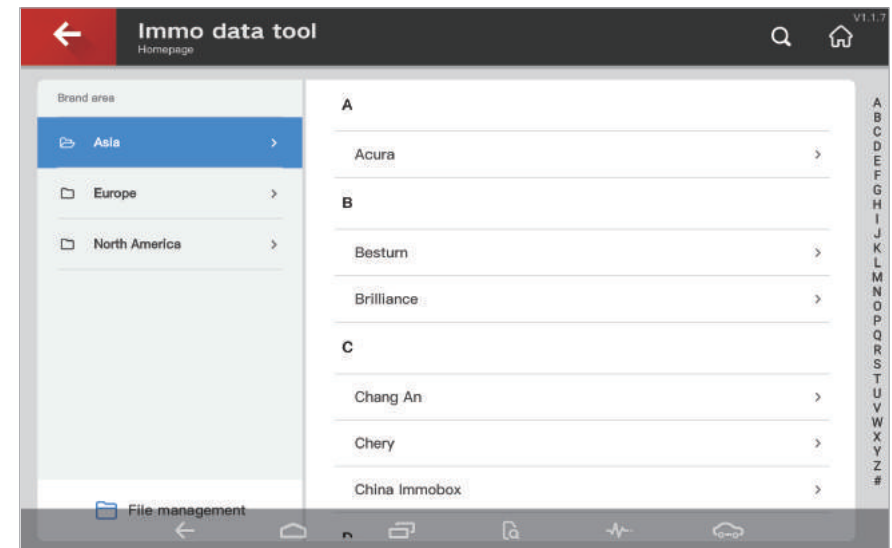 V1.1.7
Immo data tool
Homepage
Brand area
Asia
Europe
North America
File management
A
Acura
B
Besturn
Brilliance
C
Chang An
Chery
China Immobox
D
A
B
C
D
E
F
G
H
I
J
K
L
M
N
O
P
Q
R
S
T
U
V
W
X
Y
Z
#